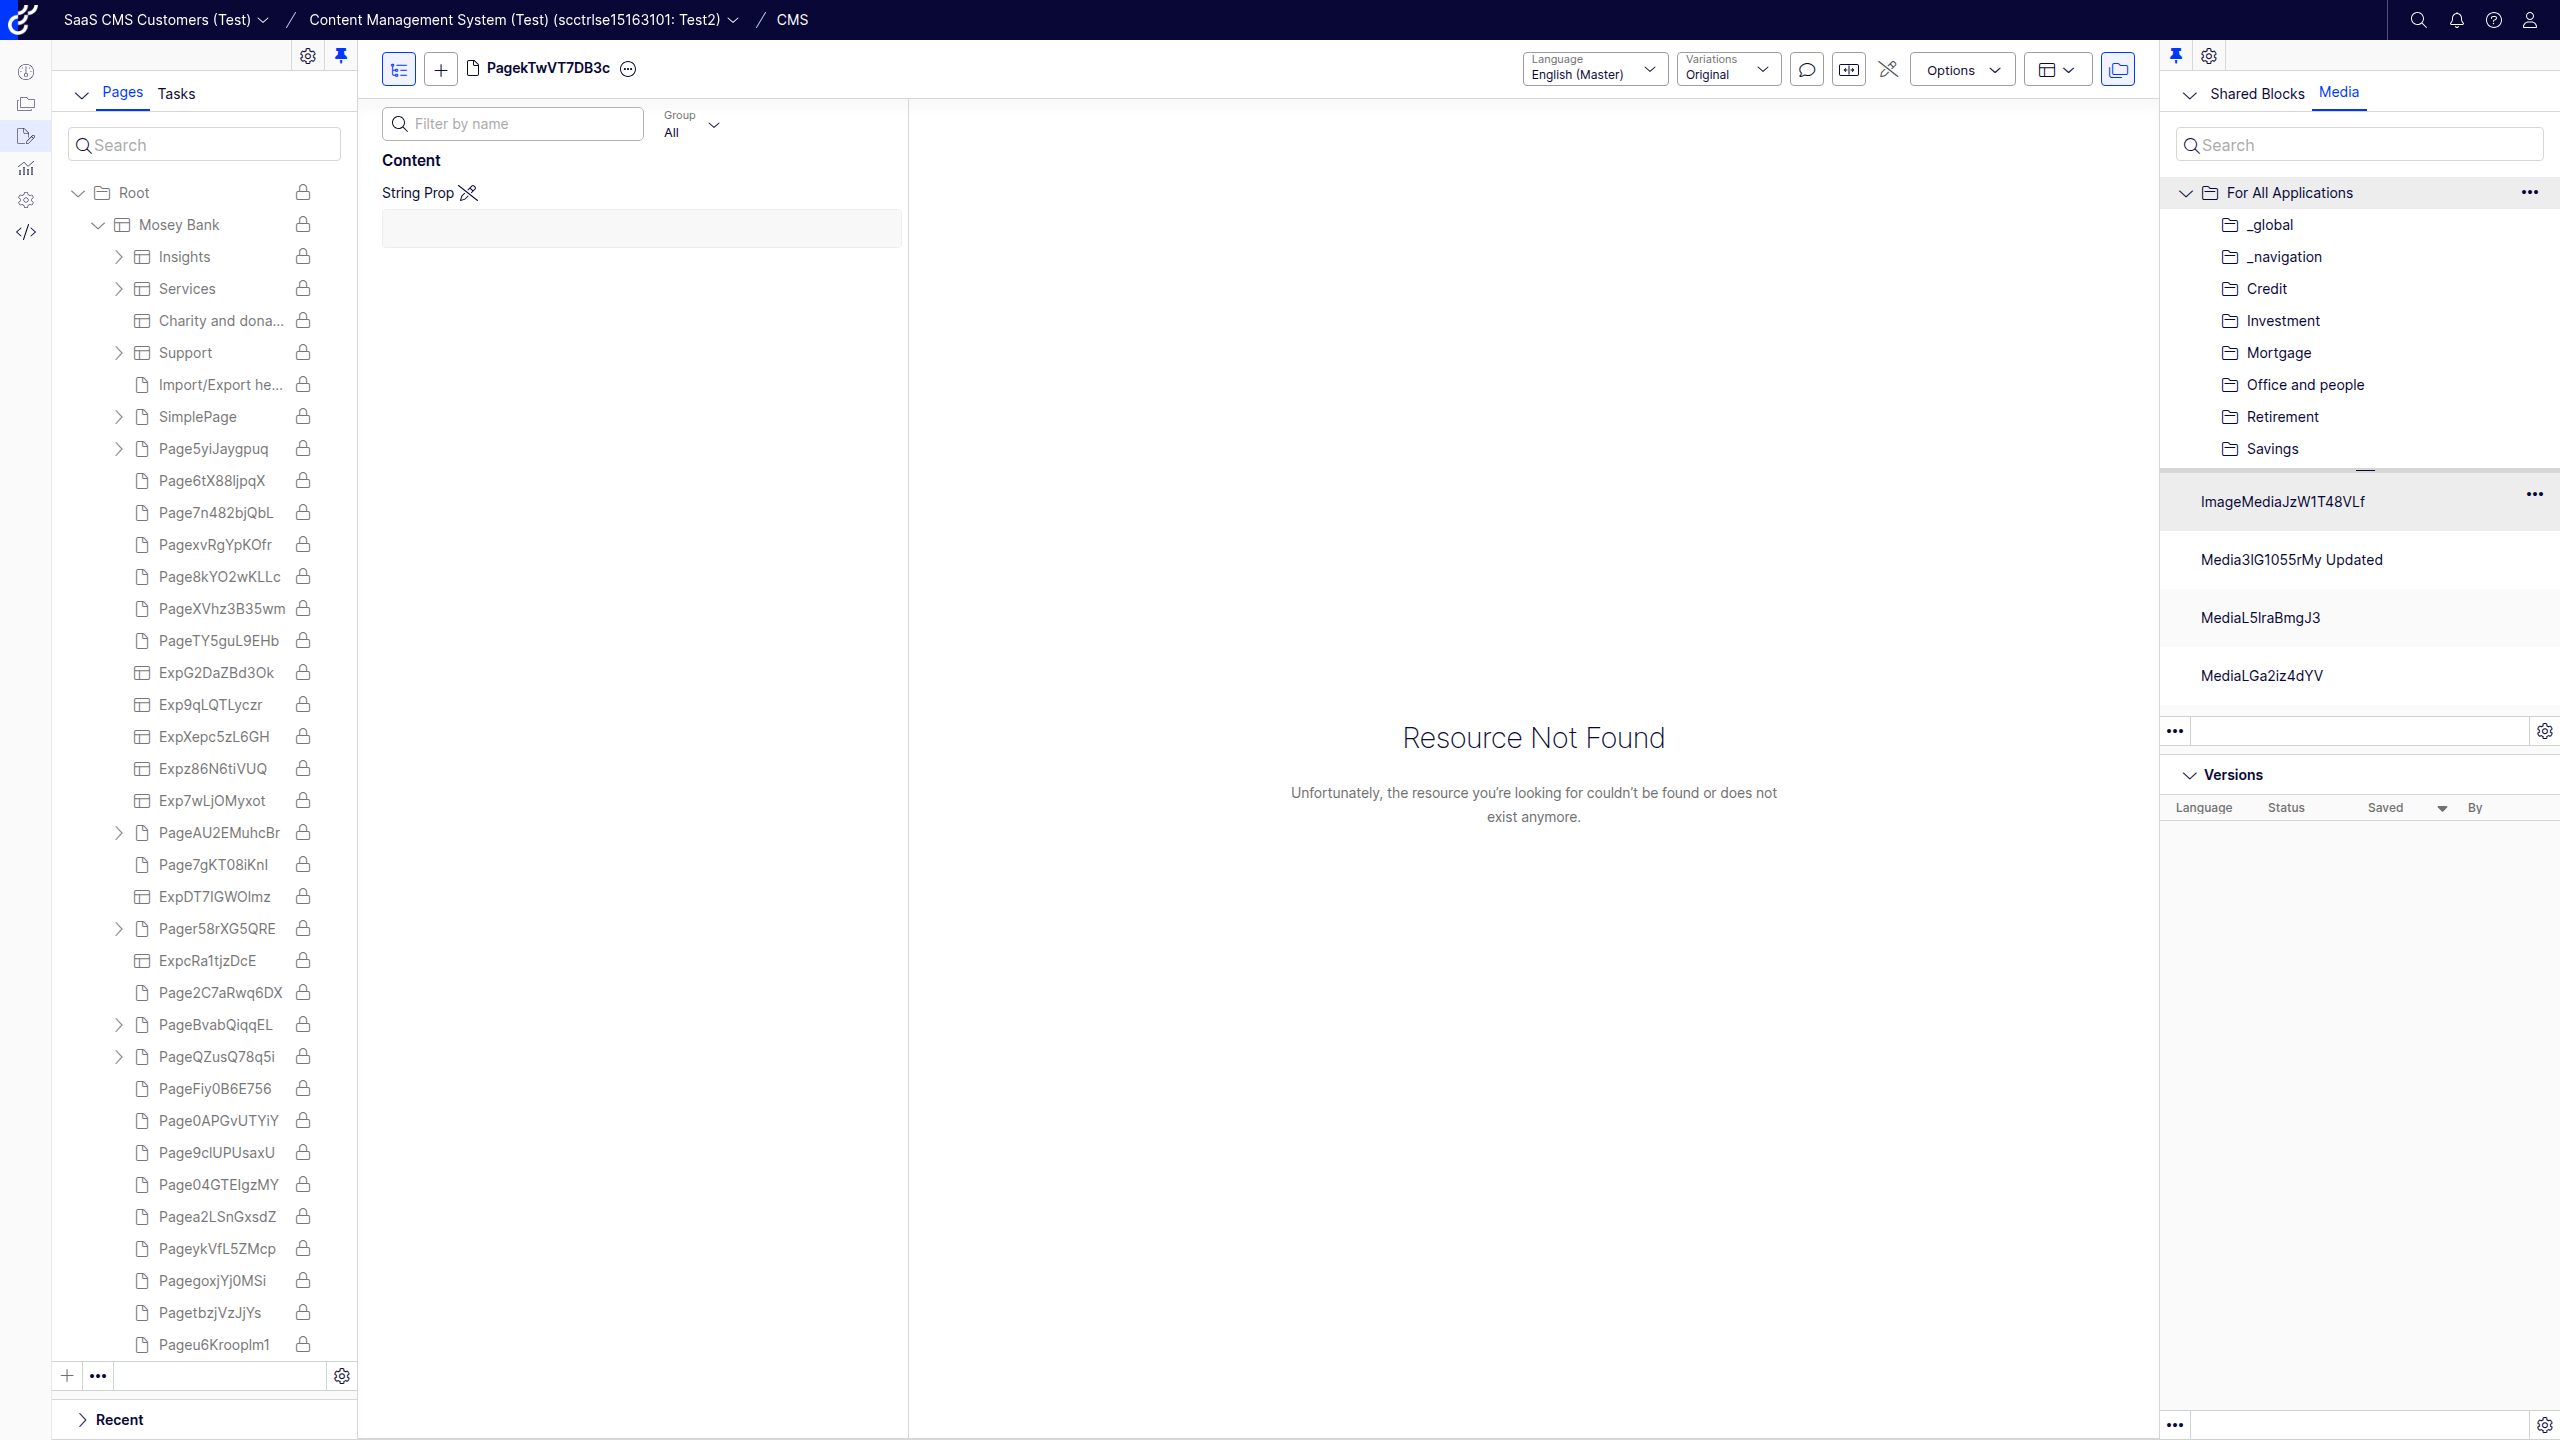 SaaS CMS Customers (Test) / Content Management System (Test) (scctrlse15163101: Test2) / CMS
Pages Tasks
Search
Root
Mosey Bank
Insights
Services
Charity and dona...
Support
Import/Export he...
SimplePage
Page5yiJaygpuq
Page6tX88ljpqX
Page7n482bjQbL
PagexvRgYpKOfr
Page8kYO2wKLLc
PageXVhz3B35wm
PageTY5guL9EHb
ExpG2DaZBd3Ok
Exp9qLQTLyczr
ExpXepc5zL6GH
Expz86N6tiVUQ
Exp7wLjOMyxot
PageAU2EMuhcBr
Page7gKT08iKnI
ExpDT7IGWOlmz
Pager58rXG5QRE
ExpcRa1tjzDcE
Page2C7aRwq6DX
PageBvabQiqqEL
PageQZusQ78q5i
PageFiy0B6E756
Page0APGvUTYiY
Page9clUPUsaxU
Page04GTElgzMY
Pagea2LSnGxsdZ
PageykVfL5ZMcp
PagegoxjYj0MSi
PagetbzjVzJjYs
Pageu6Krooplm1
Recent
PagekTwVT7DB3c
Language
English (Master)
Variations
Original
Options
Filter by name
Group
All
Content
String Prop
Resource Not Found
Unfortunately, the resource you’re looking for couldn’t be found or does not
exist anymore.
Shared Blocks Media
Search
For All Applications
_global
_navigation
Credit
Investment
Mortgage
Office and people
Retirement
Savings
ImageMediaJzW1T48VLf
Media3lG1055rMy Updated
MediaL5lraBmgJ3
MediaLGa2iz4dYV
Versions
Language Status Saved By